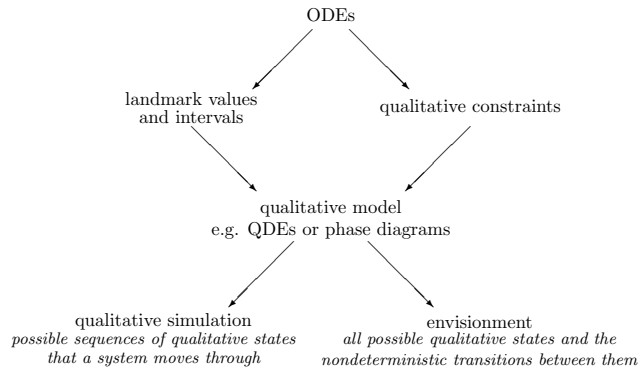 ODEs
landmark values
and intervals
qualitative constraints
qualitative model
e.g. QDEs or phase diagrams
qualitative simulation
possible sequences of qualitative states
that a system moves through
envisionment
all possible qualitative states and the
nondeterministic transitions between them